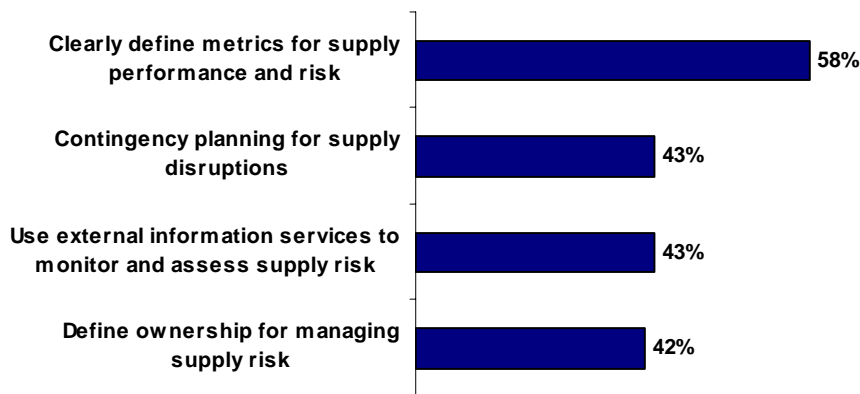 Clearly define metrics for supply
performance and risk
58%
Contingency planning for supply
disruptions
43%
Use external information services to
monitor and assess supply risk
43%
Define ownership for managing
supply risk
42%